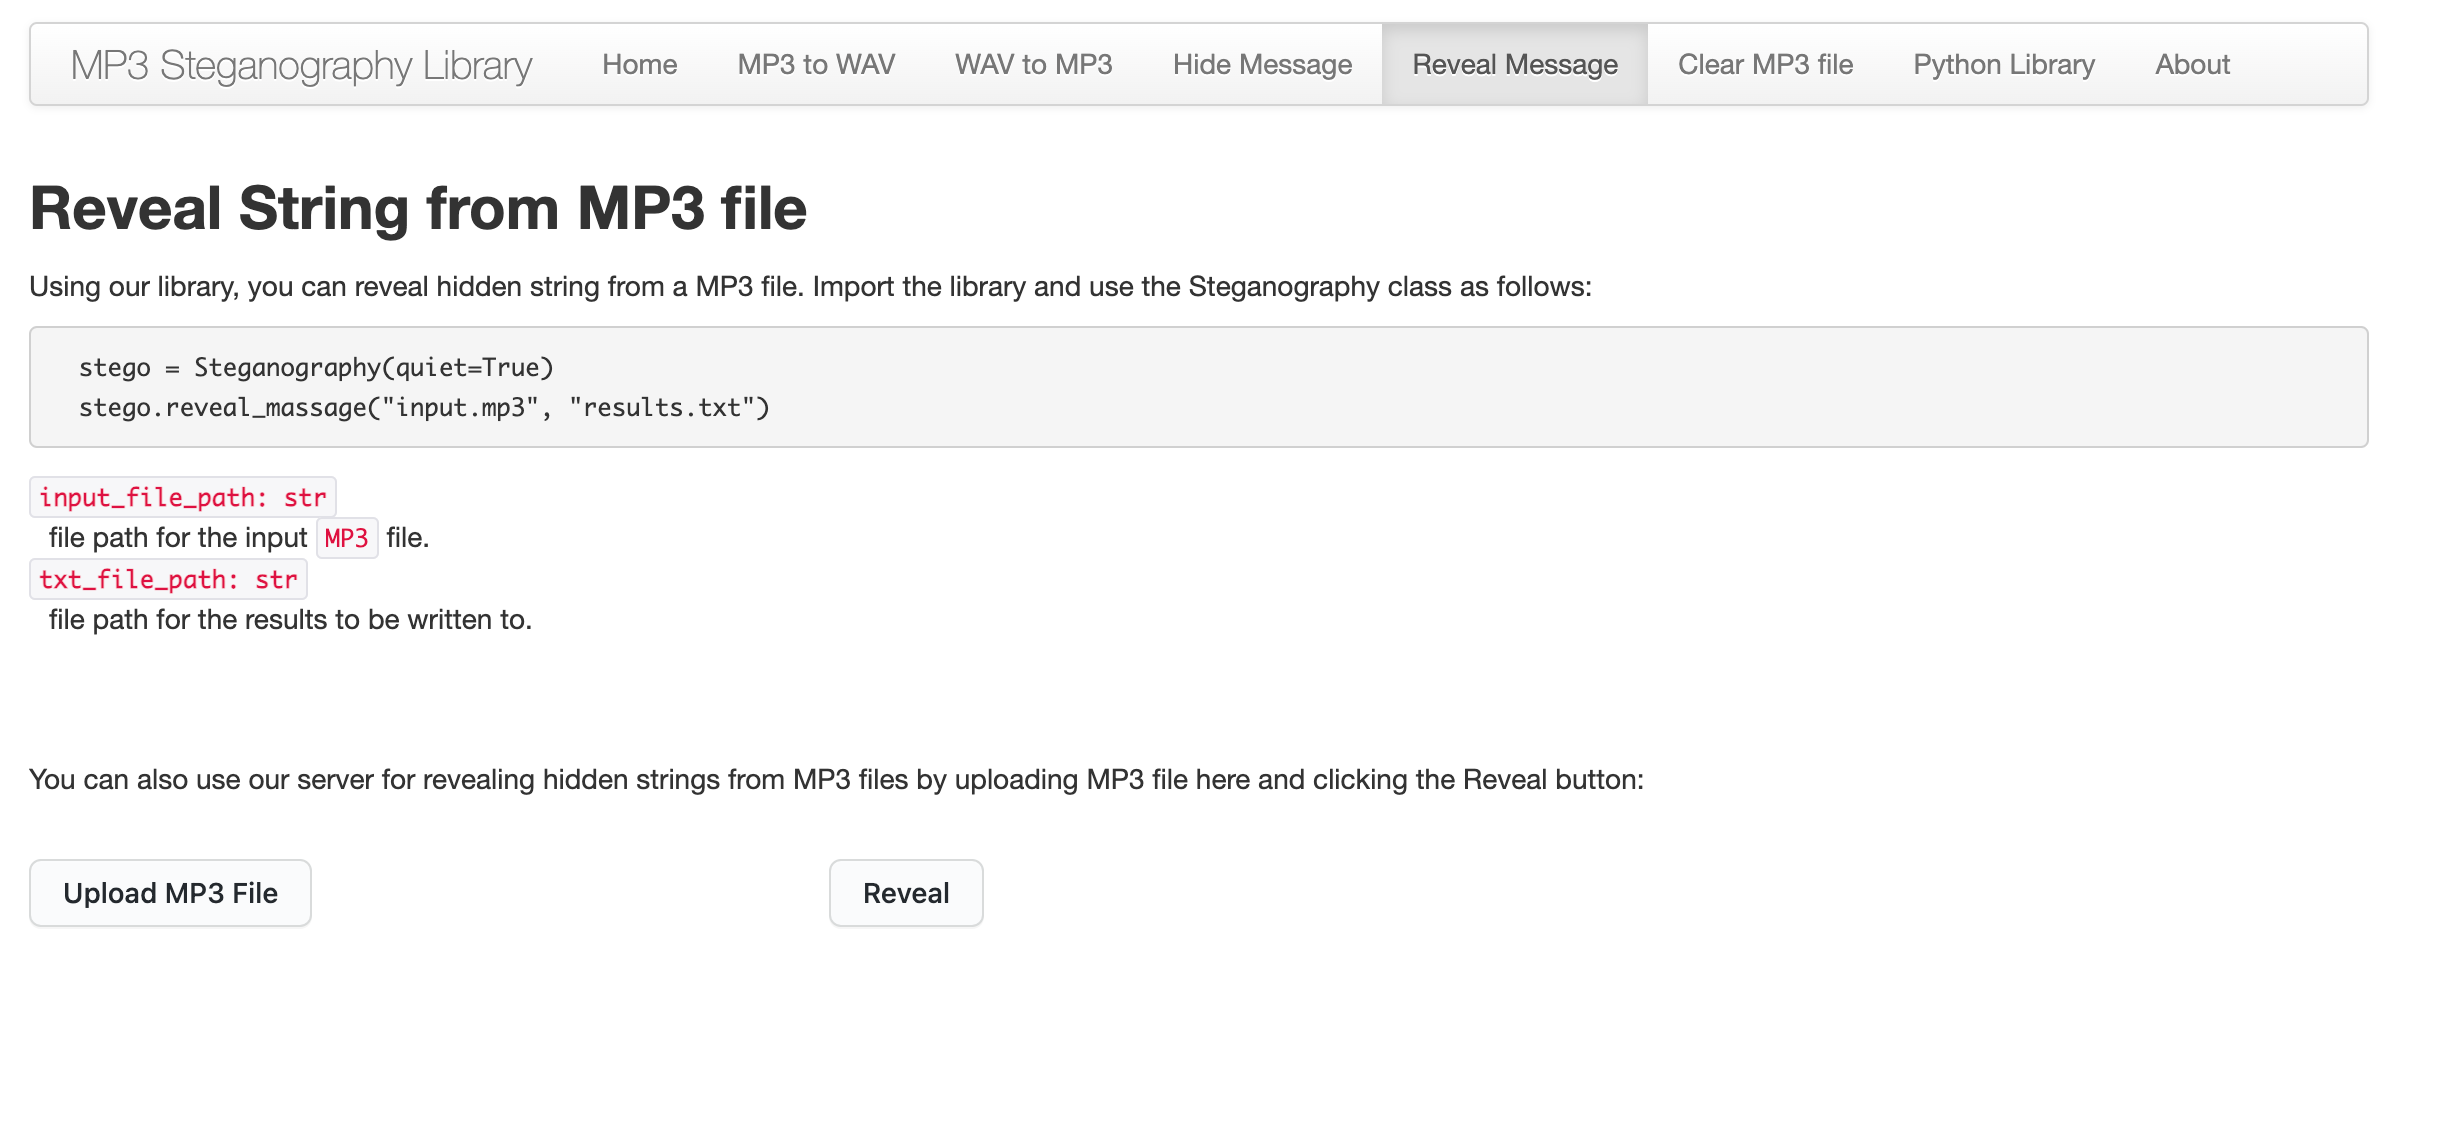 MP3 Steganography Library Home MP3 to WAV WAV to MP3 Hide Message Reveal Message Clear MP3 file Python Library About
Reveal String from MP3 file
Using our library, you can reveal hidden string from a MP3 file. Import the library and use the Steganography class as follows:
stego = Steganography(quiet=True)
stego.reveal_massage("input.mp3", "results.txt")
input_file_path: str
file path for the input MP3 file.
txt_file_path: str
file path for the results to be written to.
You can also use our server for revealing hidden strings from MP3 files by uploading MP3 file here and clicking the Reveal button:
Upload MP3 File Reveal